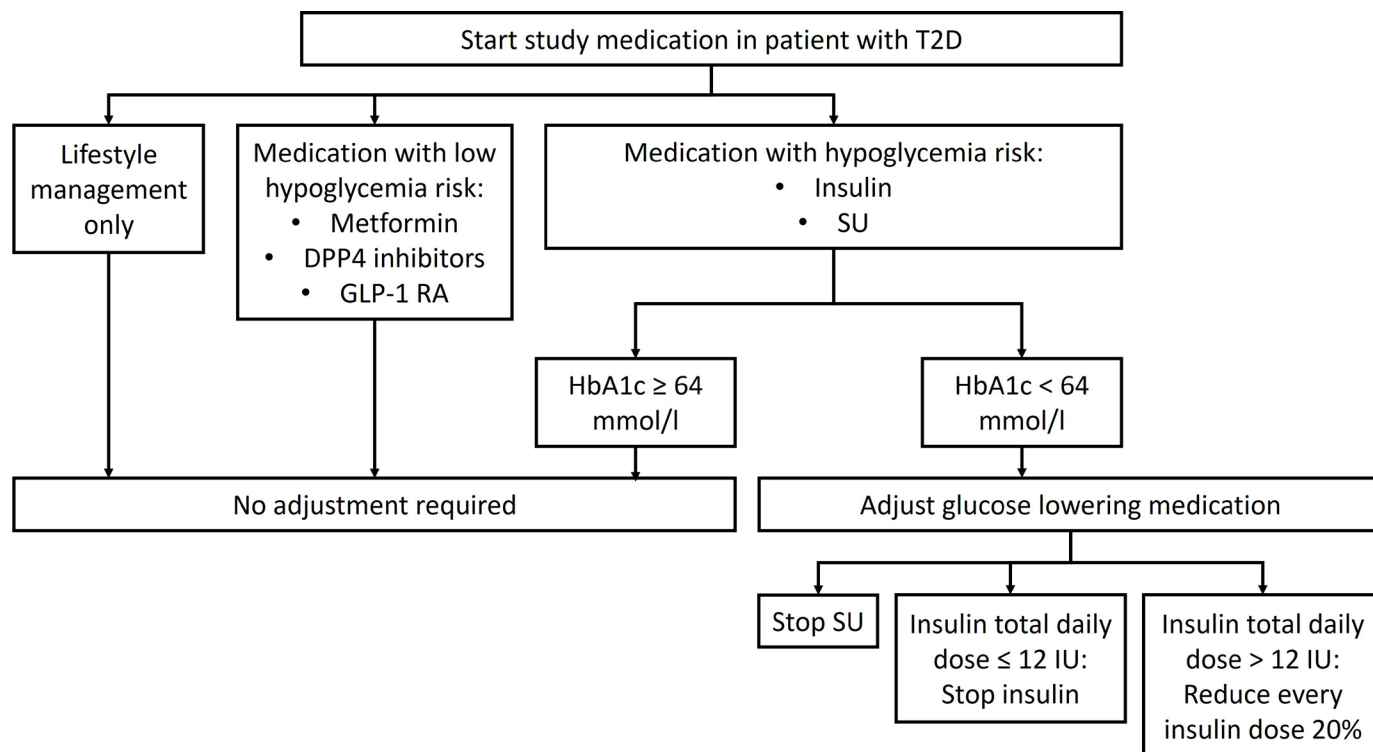 Start study medication in patient with T2D
Lifestyle
management
only
Medication with low
hypoglycemia risk:
• Metformin
• DPP4 inhibitors
• GLP-1 RA
Medication with hypoglycemia risk:
• Insulin
• SU
HbA1c ≥ 64
mmol/l
HbA1c < 64
mmol/l
No adjustment required
Adjust glucose lowering medication
Stop SU
Insulin total daily
dose ≤ 12 IU:
Stop insulin
Insulin total daily
dose > 12 IU:
Reduce every
insulin dose 20%